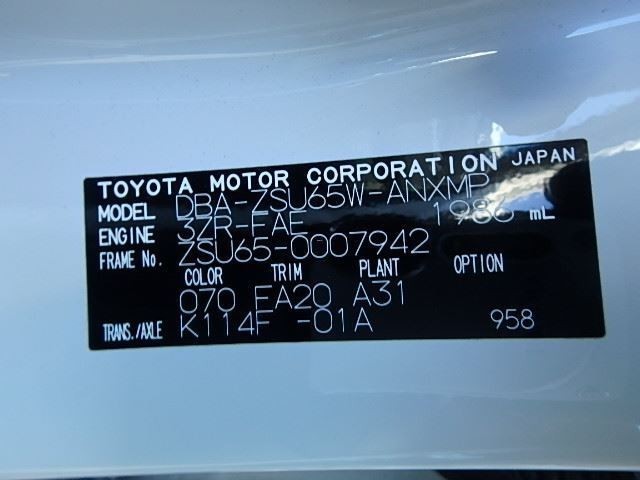 TOYOTA MOTOR CORPORATION JAPAN
MODEL DBA-ZSU65W-ANXMP
ENGINE 3ZR-FAE 1986 mL
FRAME No. ZSU65-0007942
COLOR TRIM PLANT OPTION
070 FA20 A31
TRANS./AXLE K114F -01A 958